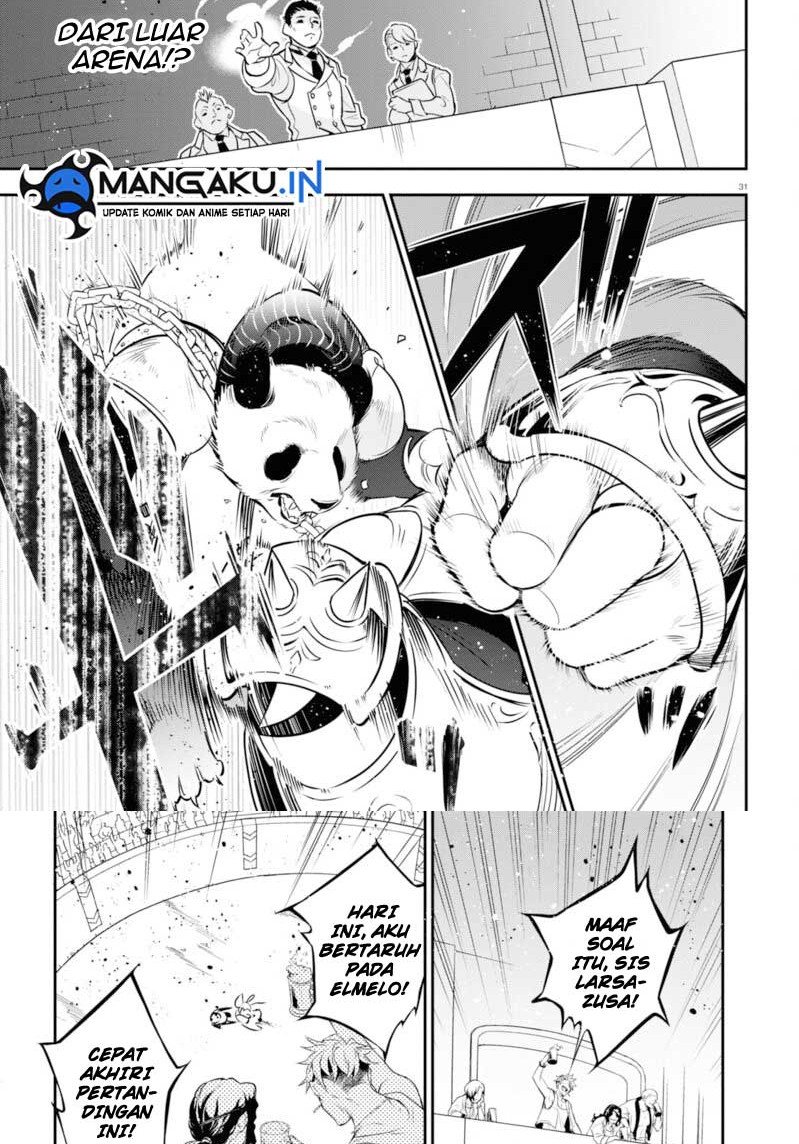 DARI LUAR
ARENA!?
31
MANGAKU.IN
UPDATE KOMIK DAN ANIME SETIAP HARI
MAAF
SOAL
ITU, SIS
LARSA-
ZUSA!
HARI
INI, AKU
BERTARUH
PADA
ELMELO!
CEPAT
AKHIRI
PERTAN-
DINGAN
INI!